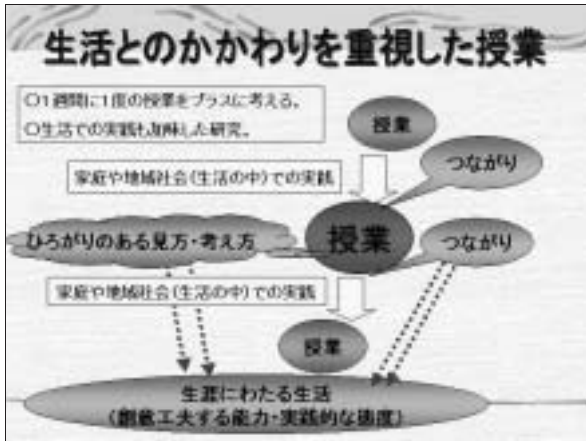 生活とのかかわりを重視した授業
○1週間に1度の授業をプラスに考える。
○生活での実践も加味した研究。
授業
つながり
家庭や地域社会(生活の中)での実践
ひろがりのある見方・考え方
授業
つながり
家庭や地域社会(生活の中)での実践
授業
生涯にわたる生活
(創意工夫する能力・実践的な態度)